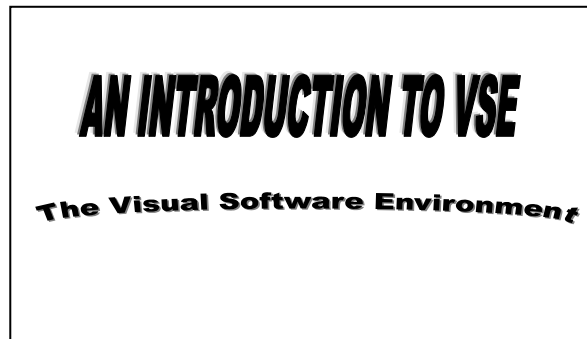 AN INTRODUCTION TO VSE
The Visual Software Environment